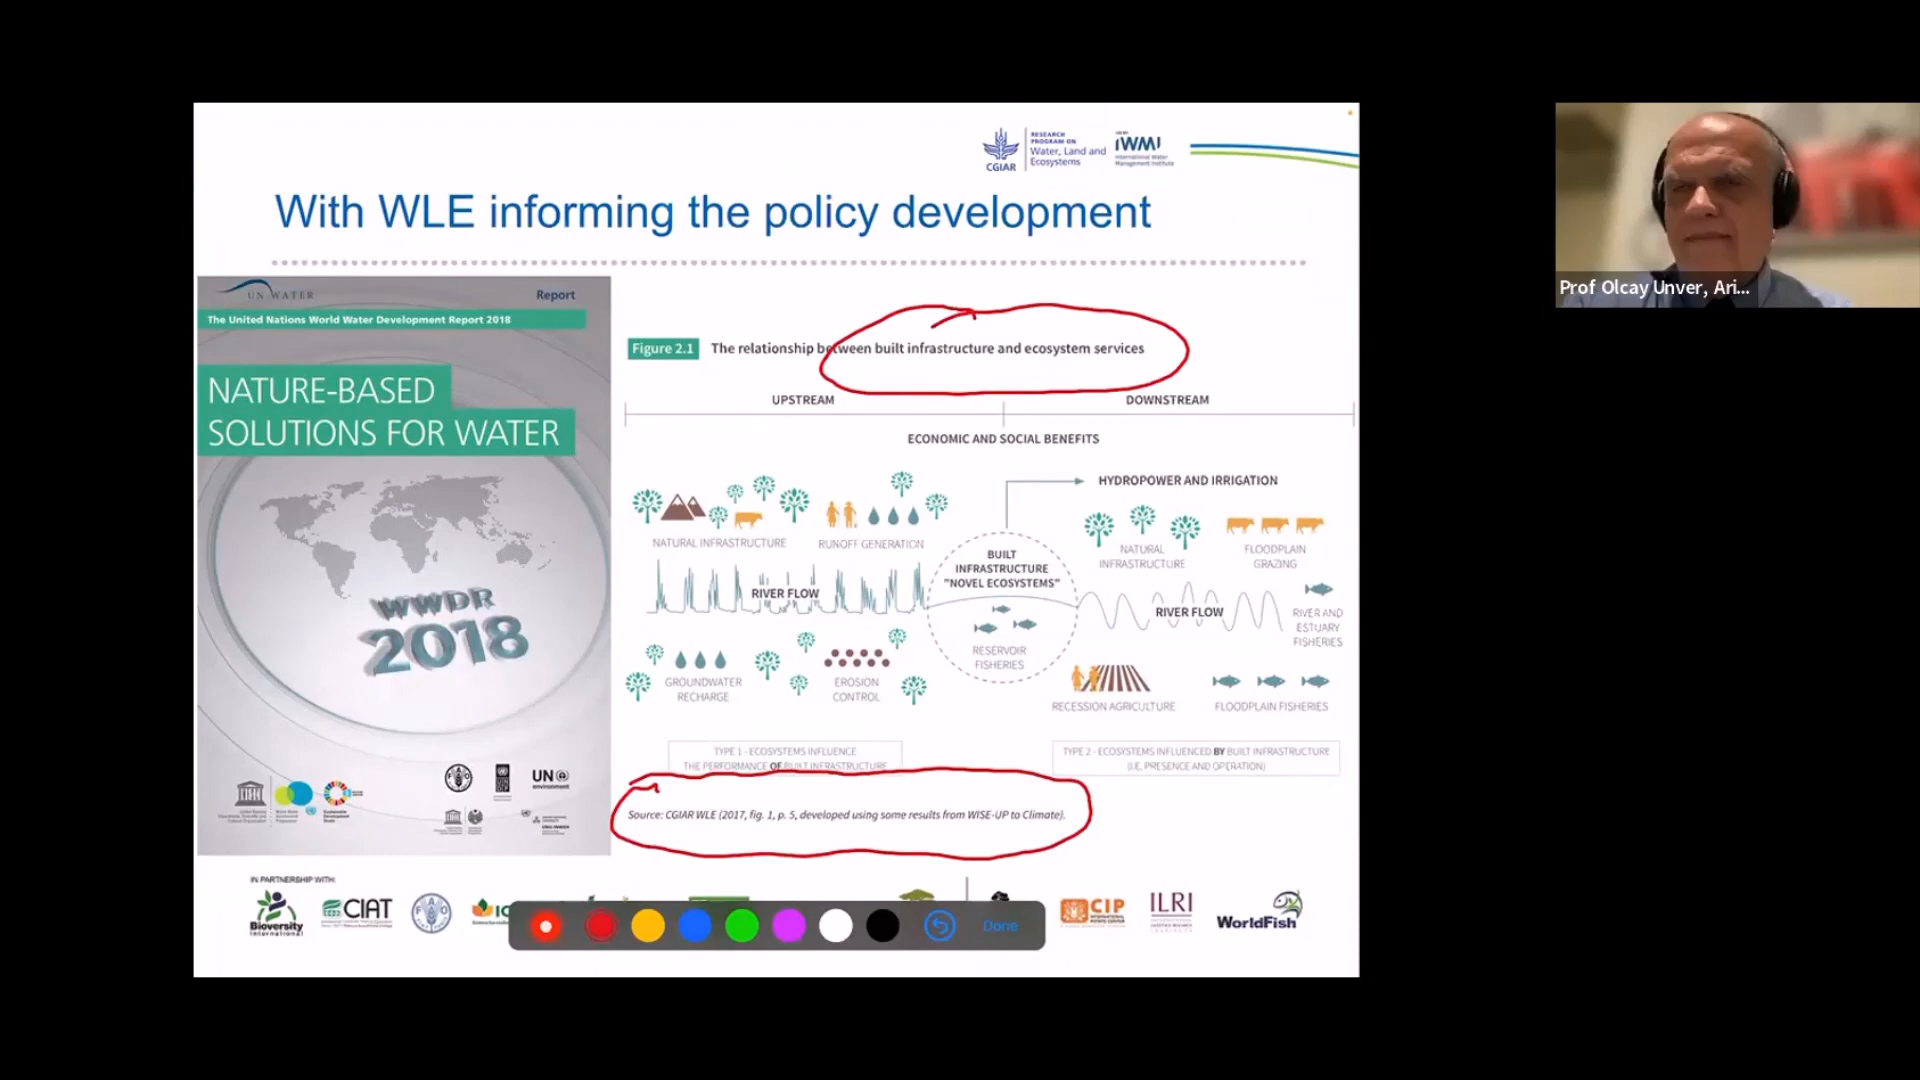 CGIAR
RESEARCH
PROGRAM ON
Water, Land and
Ecosystems
IWMI
International Water
Management Institute
With WLE informing the policy development
UN WATER
Report
The United Nations World Water Development Report 2018
NATURE-BASED
SOLUTIONS FOR WATER
WWDR
2018
UN
environment
Figure 2.1 The relationship between built infrastructure and ecosystem services
UPSTREAM
DOWNSTREAM
ECONOMIC AND SOCIAL BENEFITS
HYDROPOWER AND IRRIGATION
NATURAL INFRASTRUCTURE
RUNOFF GENERATION
BUILT
INFRASTRUCTURE
"NOVEL ECOSYSTEMS"
NATURAL
INFRASTRUCTURE
FLOODPLAIN
GRAZING
RIVER FLOW
RIVER FLOW
RIVER AND
ESTUARY
FISHERIES
RESERVOIR
FISHERIES
GROUNDWATER
RECHARGE
EROSION
CONTROL
RECESSION AGRICULTURE
FLOODPLAIN FISHERIES
TYPE 1 - ECOSYSTEMS INFLUENCE
THE PERFORMANCE OF BUILT INFRASTRUCTURE
TYPE 2 - ECOSYSTEMS INFLUENCED BY BUILT INFRASTRUCTURE
(I.E. PRESENCE AND OPERATION)
Source: CGIAR WLE (2017, fig. 1, p. 5, developed using some results from WISE-UP to Climate).
IN PARTNERSHIP WITH:
Bioversity
International
CIAT
FAO
IC
CIP
INTERNATIONAL
POTATO CENTER
ILRI
WorldFish
Done
Prof Olcay Unver, Ari...